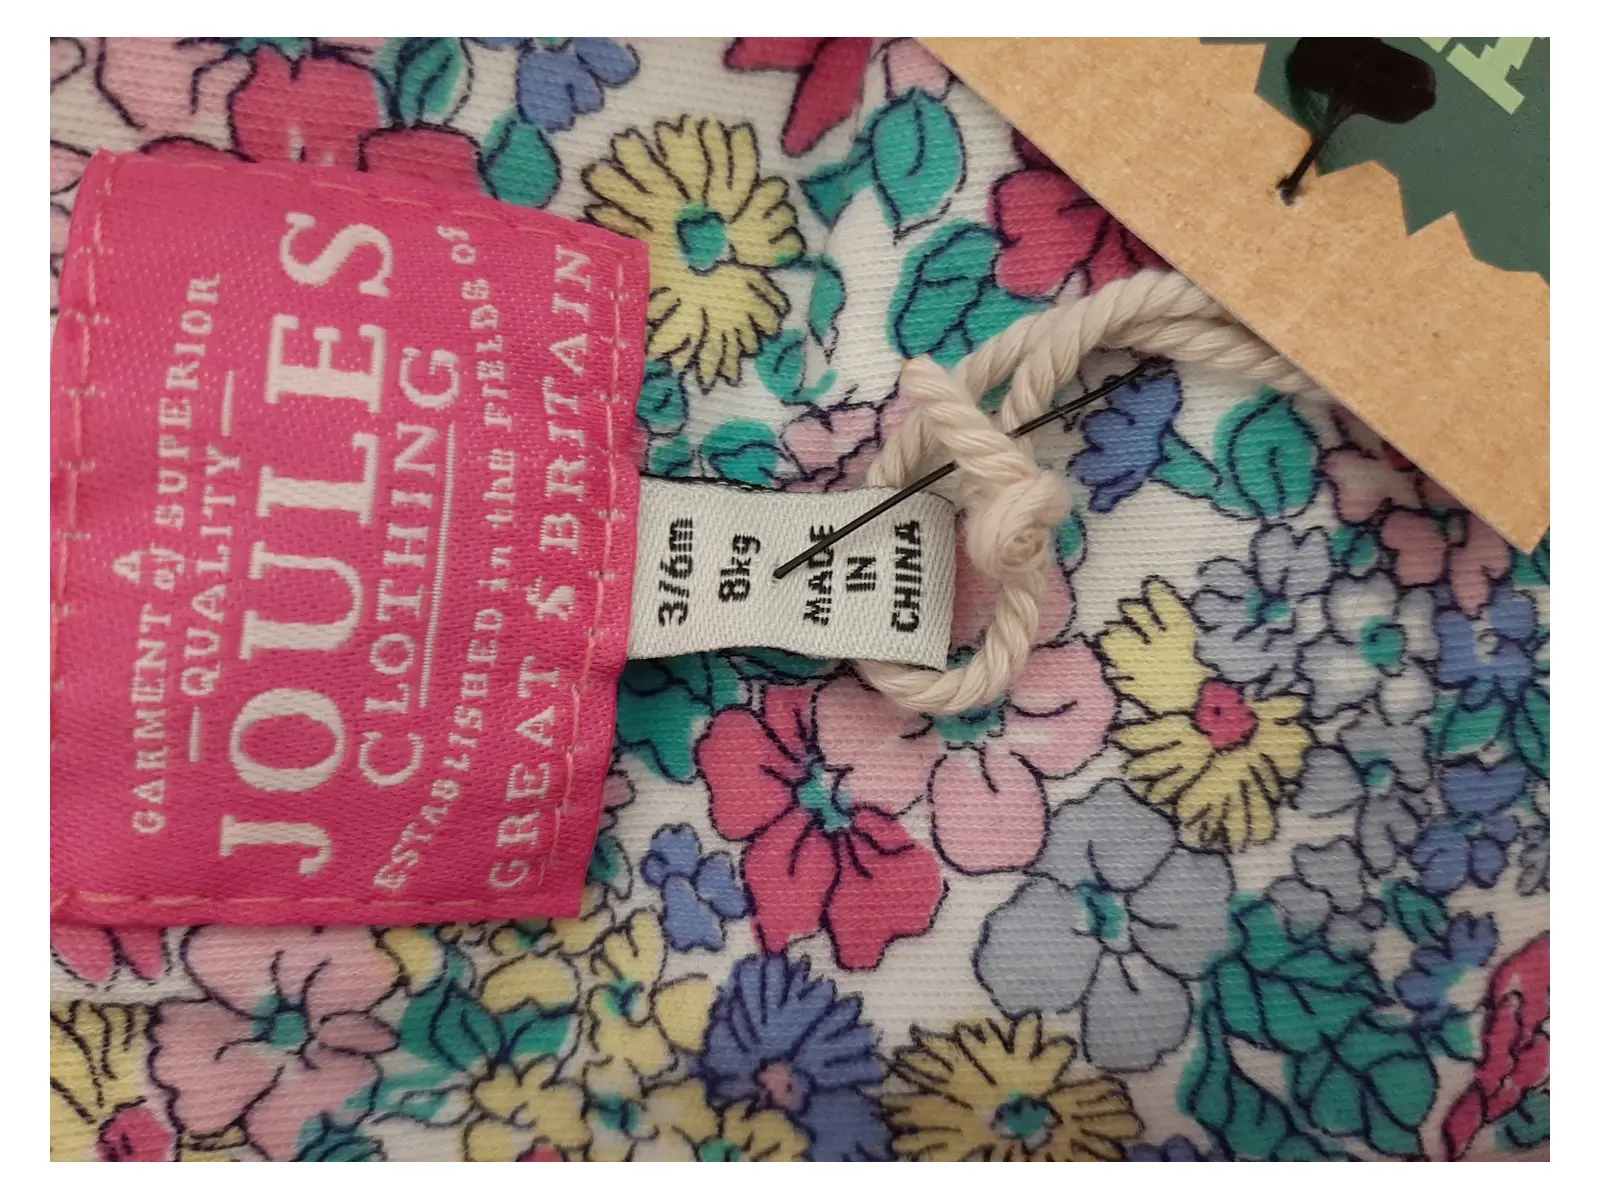 A
GARMENT of SUPERIOR
QUALITY
JOULES
CLOTHING
ESTABLISHED in the FIELDS of
GREAT & BRITAIN
3/6m
8kg
MADE
IN
CHINA